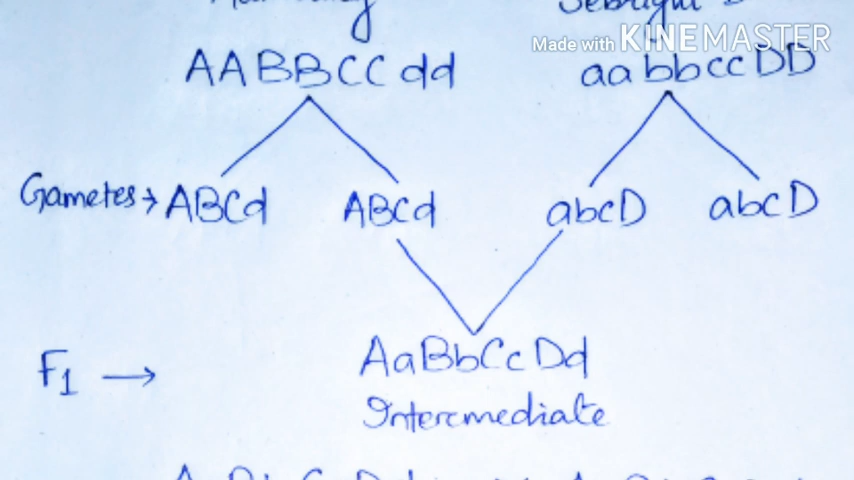 Made with KINEMASTER
AABBCCdd aabbccDD
Gametes→ ABCd ABCd abcD abcD
F1 → AaBbCcDd
Intermediate